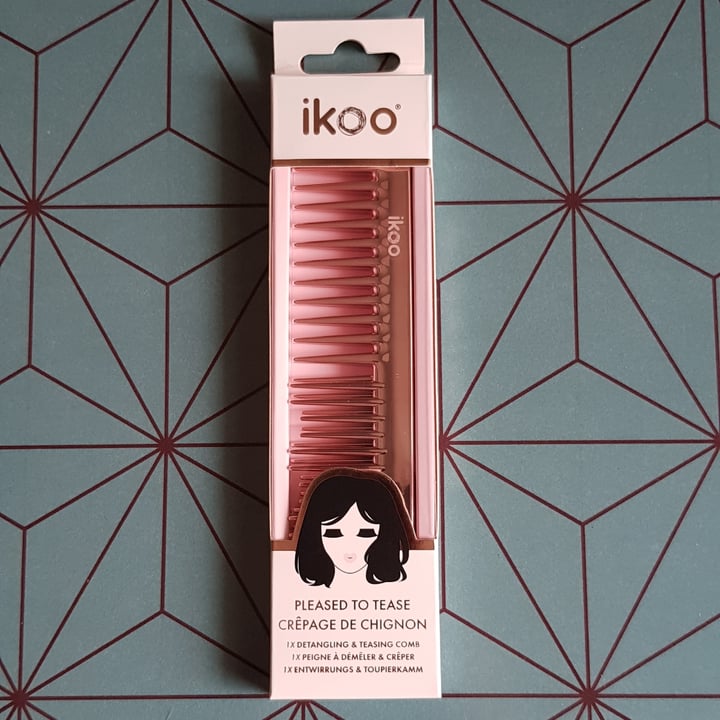 ikoo®
ikoo
PLEASED TO TEASE
CRÊPAGE DE CHIGNON
1X DETANGLING & TEASING COMB
1X PEIGNE À DÉMÊLER & CRÊPER
1X ENTWIRRUNGS & TOUPIERKAMM